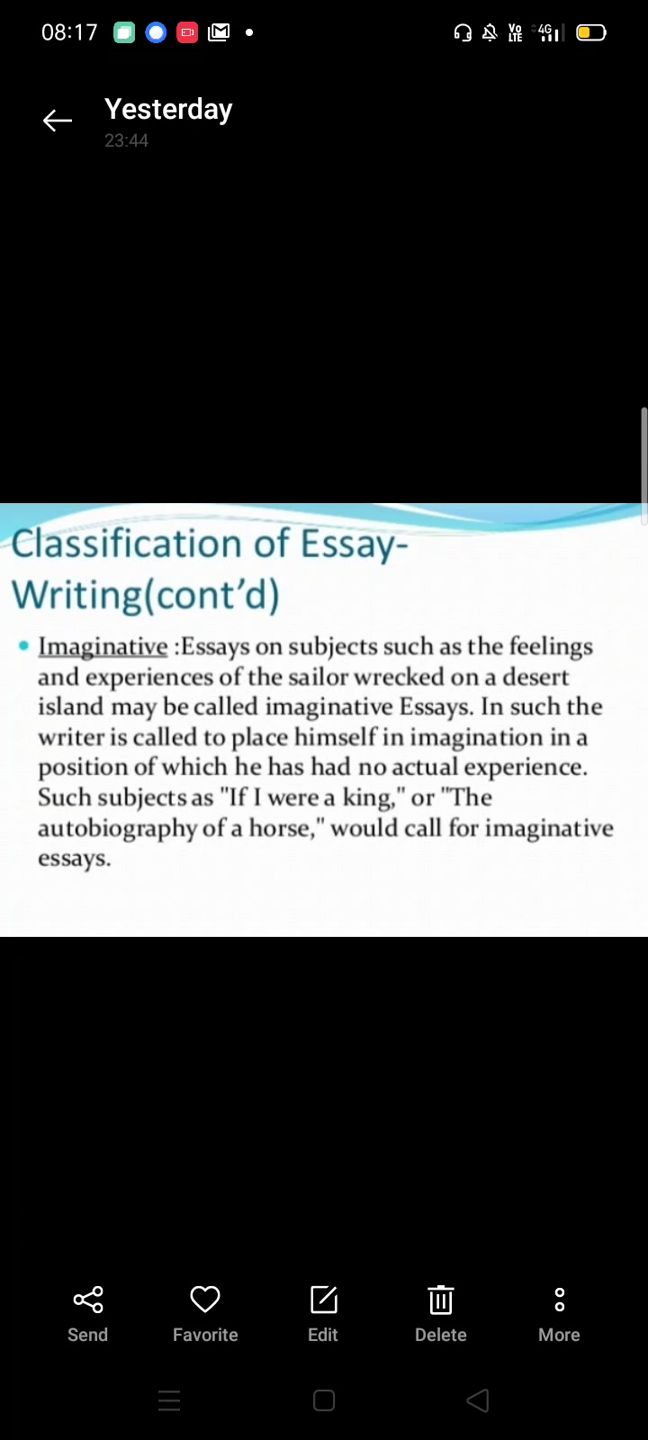 08:17
Vo LTE 4G
Yesterday
23:44
Classification of Essay-
Writing(cont’d)
• Imaginative :Essays on subjects such as the feelings
and experiences of the sailor wrecked on a desert
island may be called imaginative Essays. In such the
writer is called to place himself in imagination in a
position of which he has had no actual experience.
Such subjects as "If I were a king," or "The
autobiography of a horse," would call for imaginative
essays.
Send Favorite Edit Delete More